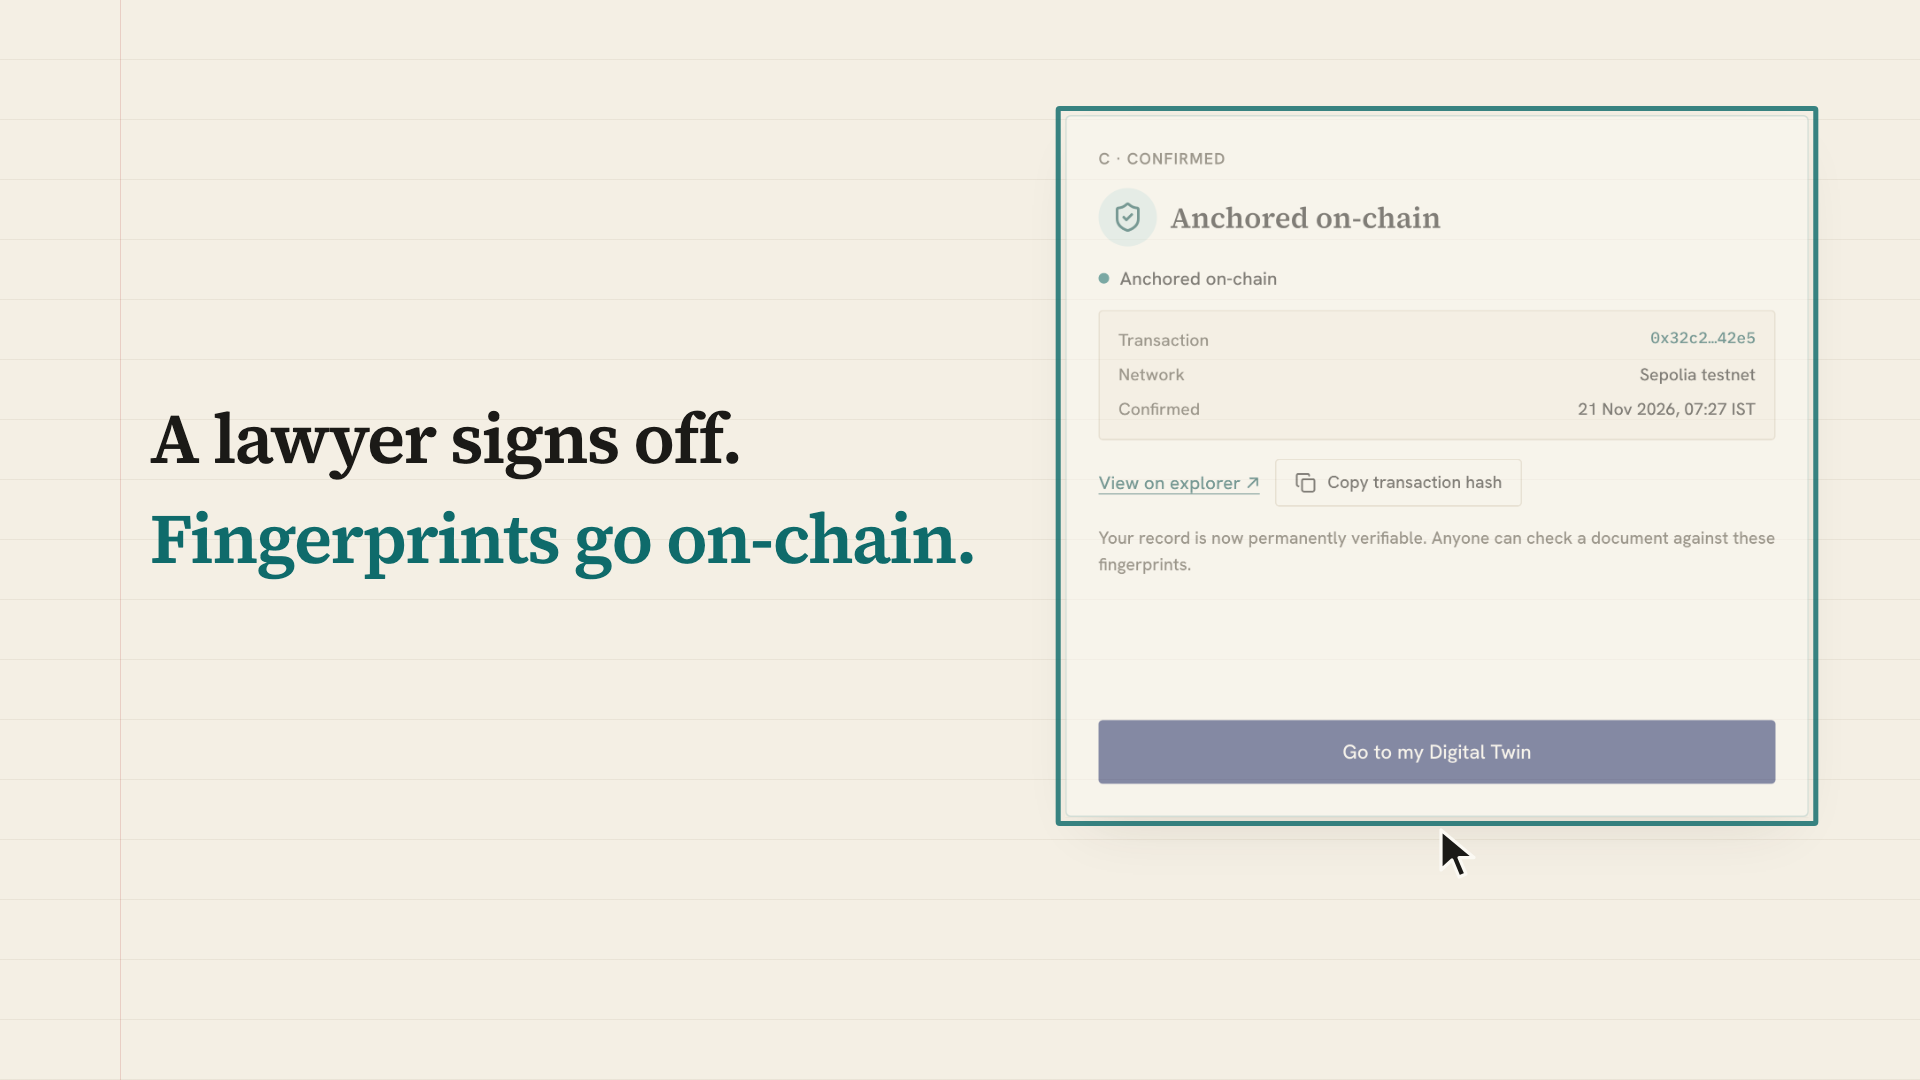 A lawyer signs off.
Fingerprints go on-chain.
C · CONFIRMED
Anchored on-chain
Anchored on-chain
Transaction 0x32c2…42e5
Network Sepolia testnet
Confirmed 21 Nov 2026, 07:27 IST
View on explorer Copy transaction hash
Your record is now permanently verifiable. Anyone can check a document against these
fingerprints.
Go to my Digital Twin